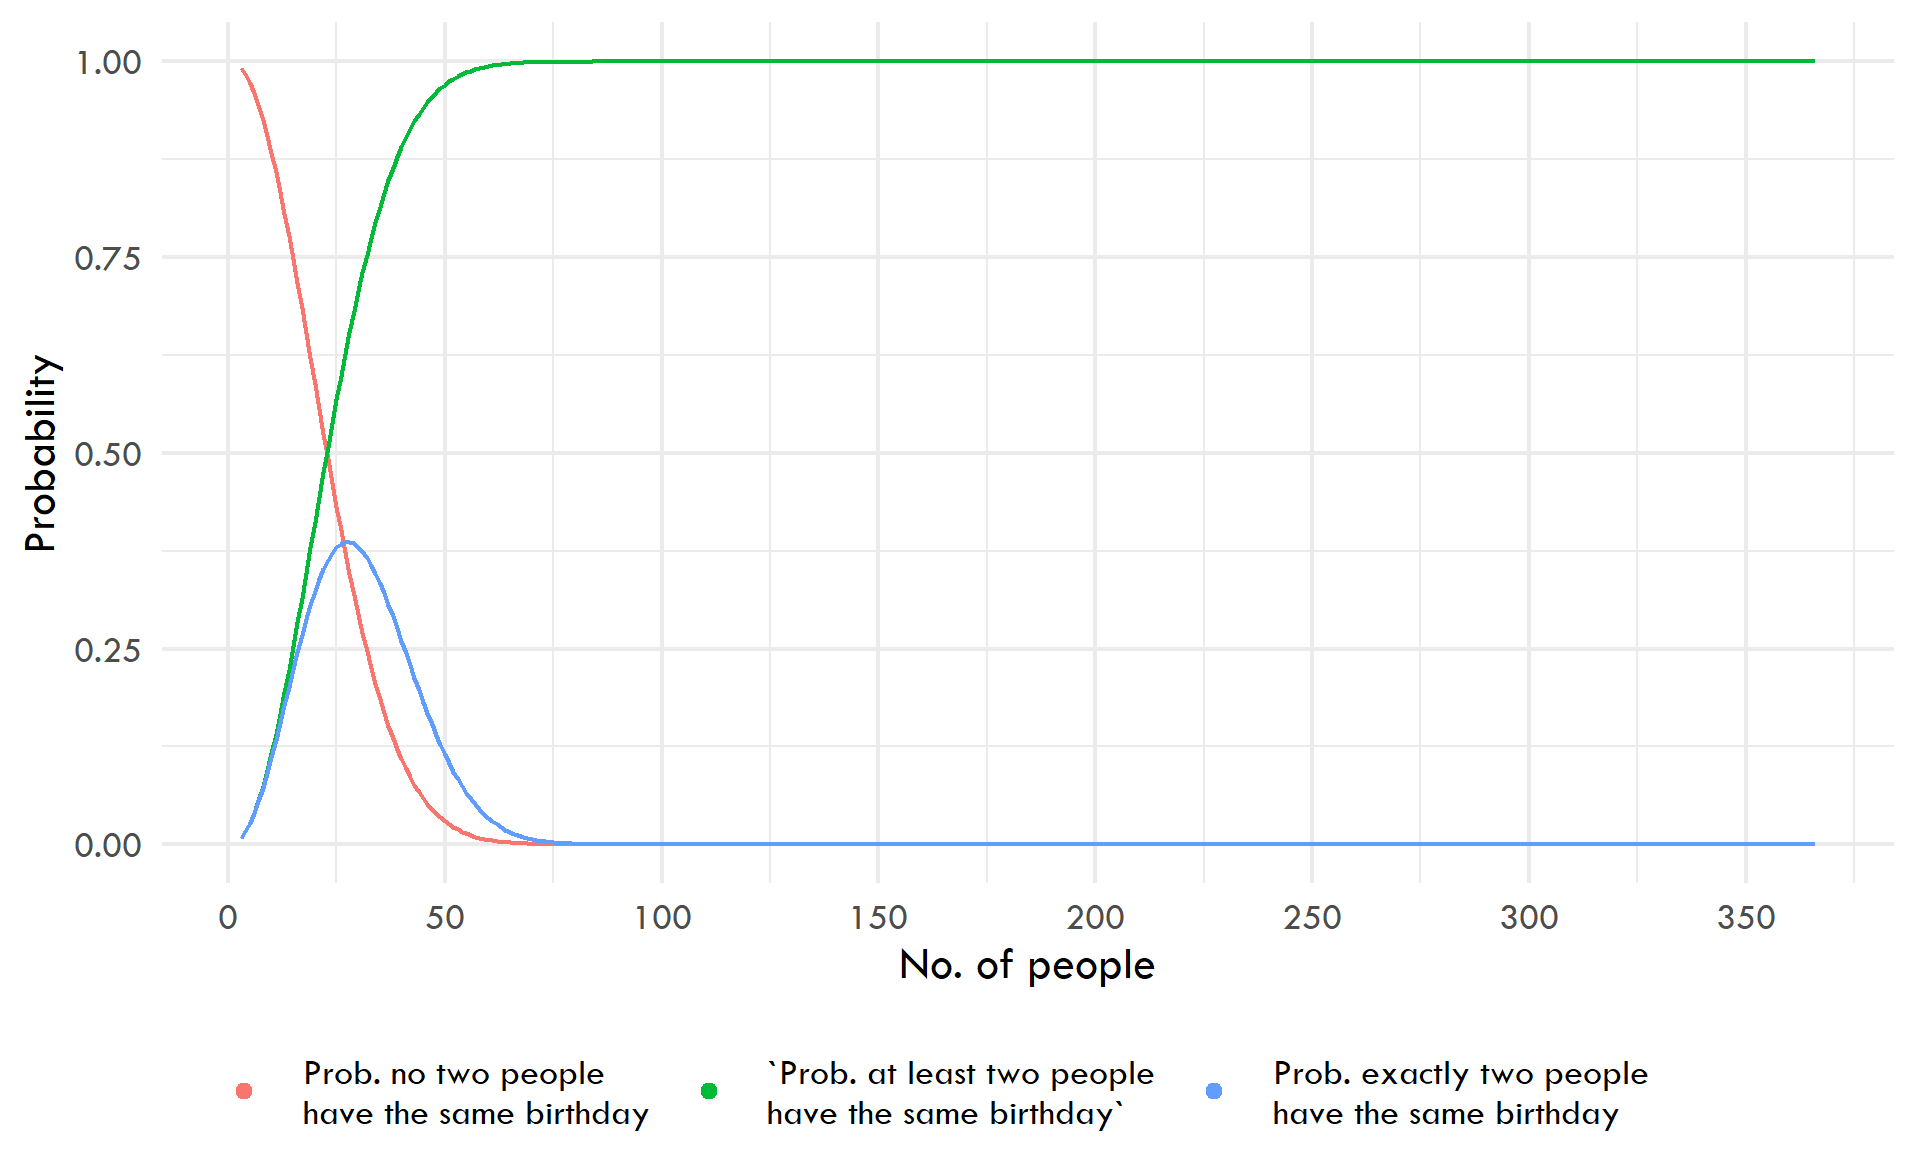 1.00
0.75
0.50
0.25
0.00
Probability
0 50 100 150 200 250 300 350
No. of people
Prob. no two people
have the same birthday
`Prob. at least two people
have the same birthday`
Prob. exactly two people
have the same birthday